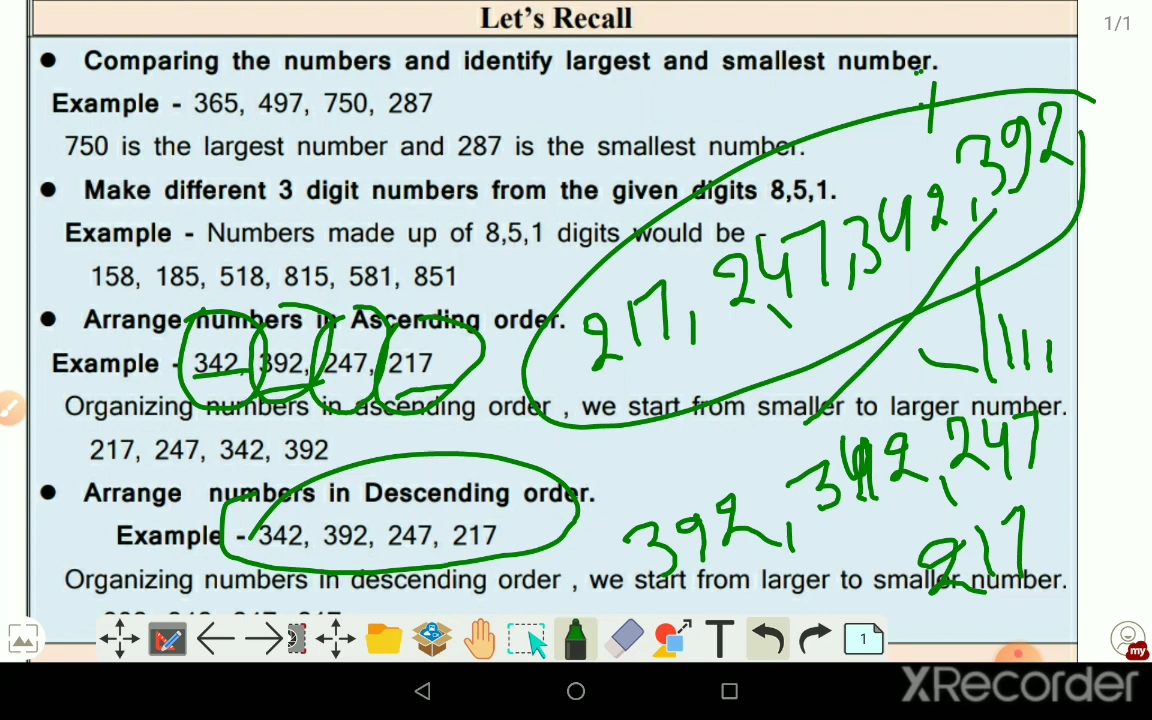 Let's Recall
1/1
● Comparing the numbers and identify largest and smallest number.
Example - 365, 497, 750, 287
750 is the largest number and 287 is the smallest number.
● Make different 3 digit numbers from the given digits 8,5,1.
Example - Numbers made up of 8,5,1 digits would be -
158, 185, 518, 815, 581, 851
217, 247, 342, 392
● Arrange numbers in Ascending order.
Example - 342, 392, 247, 217
Organizing numbers in ascending order , we start from smaller to larger number.
217, 247, 342, 392
● Arrange numbers in Descending order.
392, 342, 247
217
Example - 342, 392, 247, 217
Organizing numbers in descending order , we start from larger to smaller number.
T
1
my
XRecorder